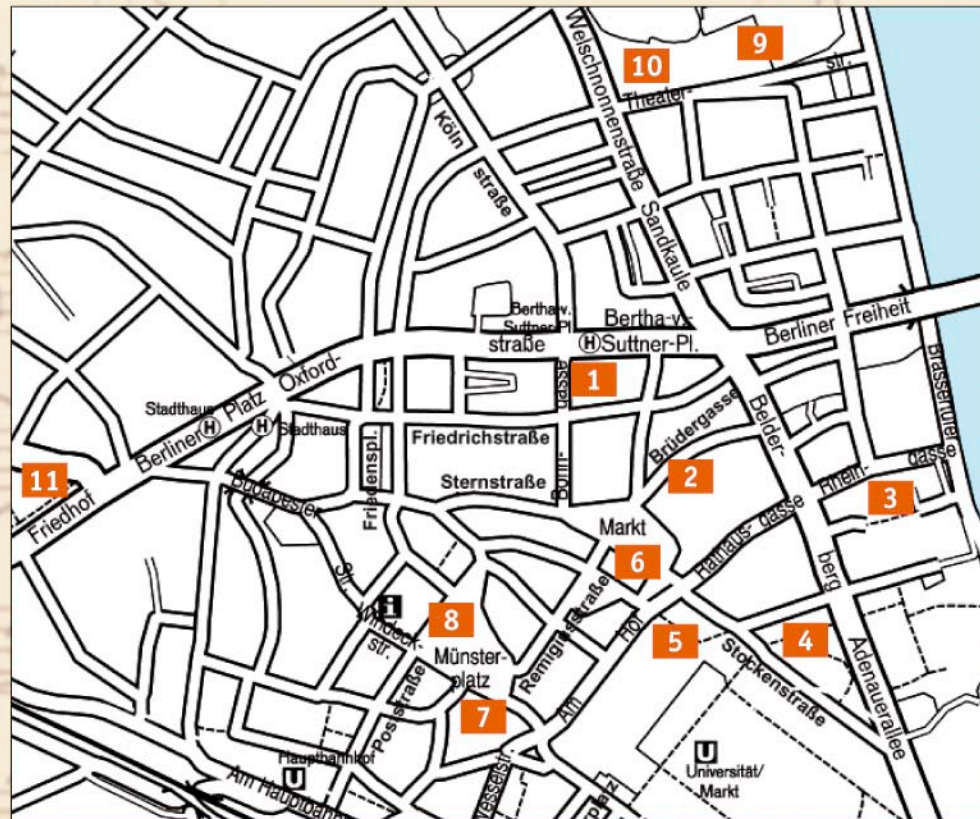 9
10
Welschnonnenstraße
Theater-
str.
Köln
straße
Sandkaule
Berliner Freiheit
Bertha-v.
Suttner-Pl.
straße
Bertha-v.-
Suttner-Pl.
H
1
gasse
Oxford-
Stadthaus
H
Berliner Platz
H
Stadthaus
Friedrichstraße
Brüdergasse
Belder-
berg
Friedenspl.
Sternstraße
Bonn-
2
Rhein-
gasse
3
11
Friedhof
Budapester
Str.
Markt
6
Rathaus-
gasse
i
Windeck-
str.
8
Remigiusstraße
Hof
Am
5
4
Stockenstraße
Adenauerallee
Münster-
platz
7
Poststraße
Hauptbahnhof
U
U
Universität/
Markt
Platz